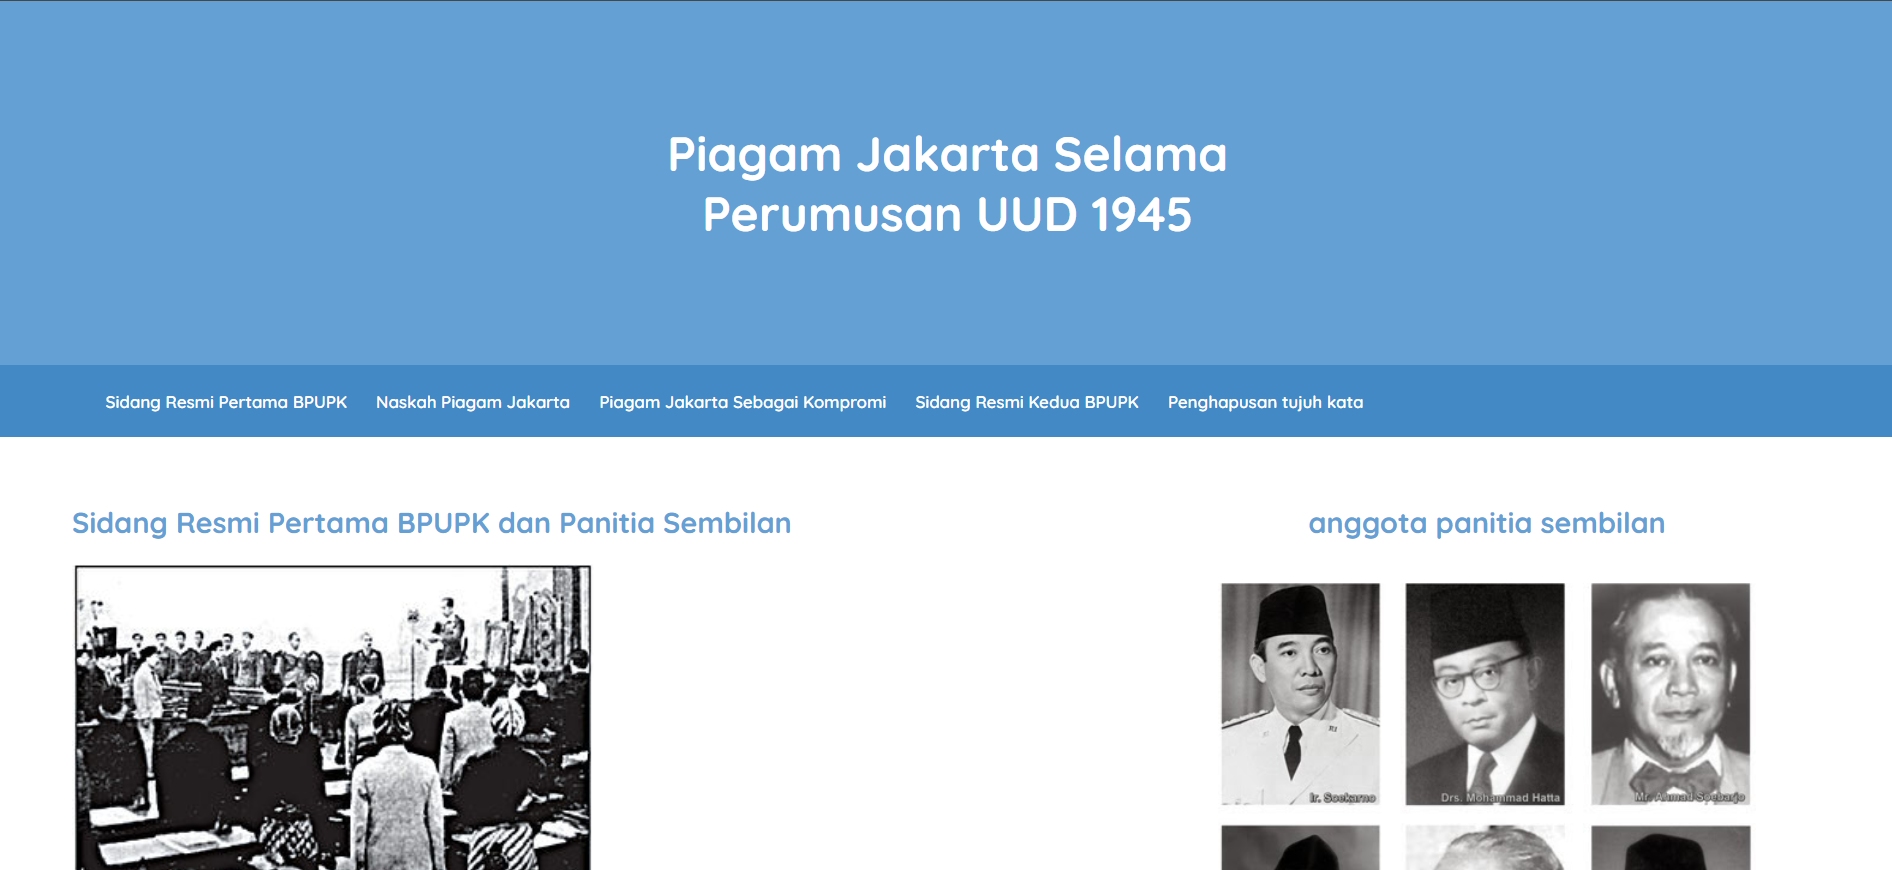 Piagam Jakarta Selama
Perumusan UUD 1945
Sidang Resmi Pertama BPUPK
Naskah Piagam Jakarta
Piagam Jakarta Sebagai Kompromi
Sidang Resmi Kedua BPUPK
Penghapusan tujuh kata
Sidang Resmi Pertama BPUPK dan Panitia Sembilan
anggota panitia sembilan
Ir. Soekarno
Drs. Mohammad Hatta
Mr. Ahmad Soebarjo